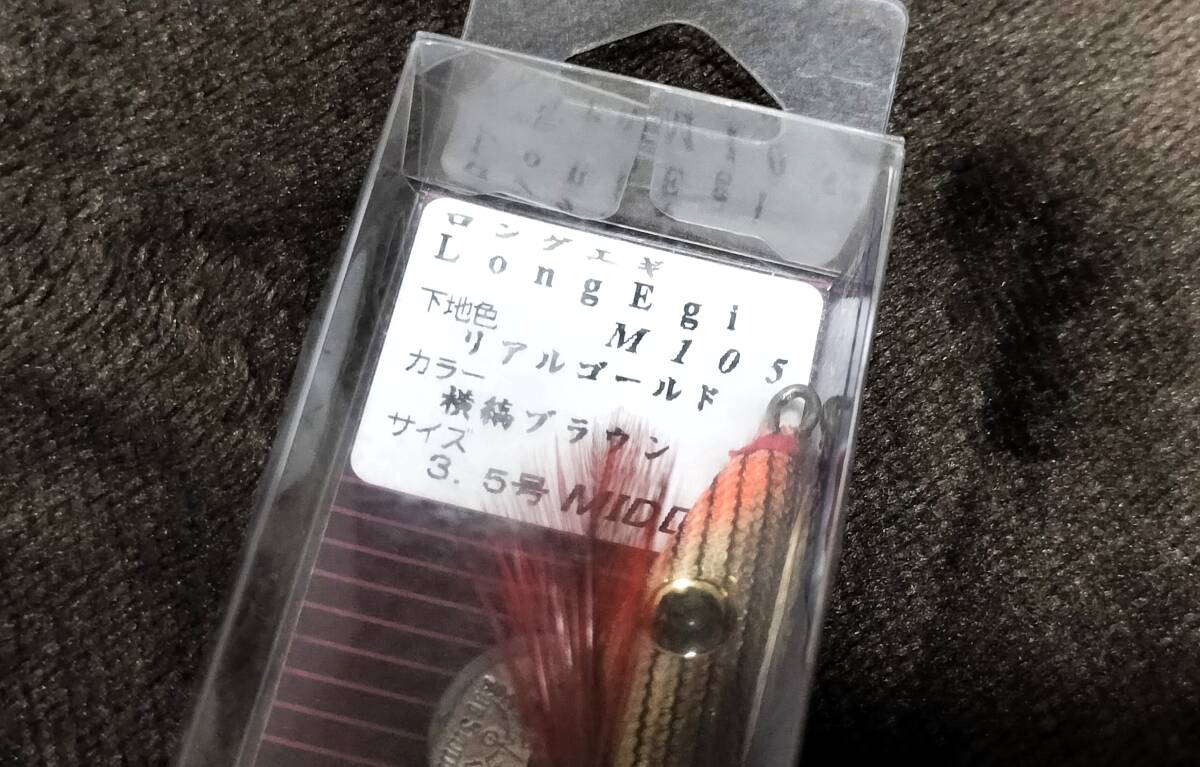 ロングエギ
LongEgi
下地色 M105
リアルゴールド
カラー
横縞ブラウン
サイズ
3.5号 MIDD